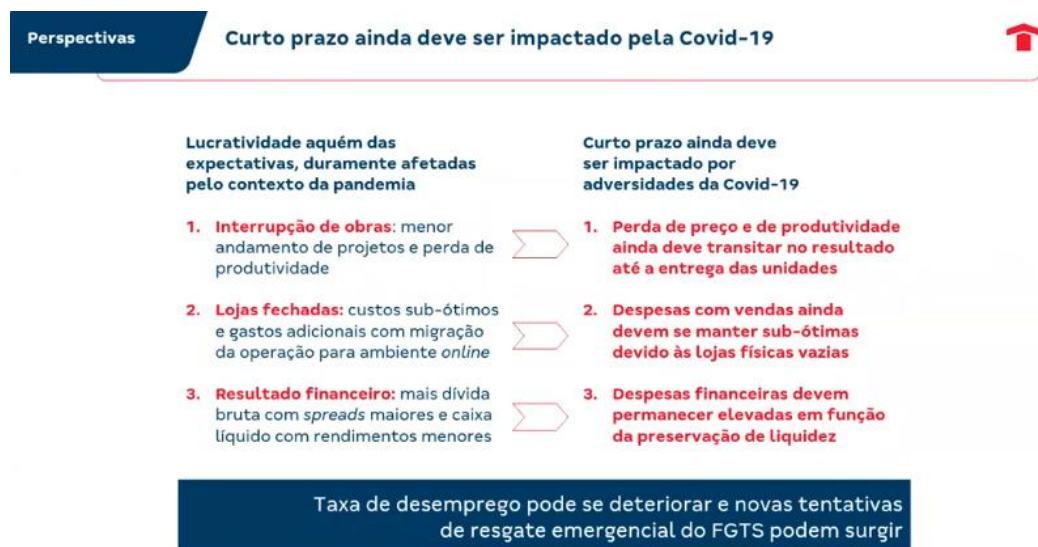 Perspectivas
Curto prazo ainda deve ser impactado pela Covid-19
Lucratividade aquém das
expectativas, duramente afetadas
pelo contexto da pandemia
1. Interrupção de obras: menor
andamento de projetos e perda de
produtividade
2. Lojas fechadas: custos sub-ótimos
e gastos adicionais com migração
da operação para ambiente online
3. Resultado financeiro: mais dívida
bruta com spreads maiores e caixa
líquido com rendimentos menores
Curto prazo ainda deve
ser impactado por
adversidades da Covid-19
1. Perda de preço e de produtividade
ainda deve transitar no resultado
até a entrega das unidades
2. Despesas com vendas ainda
devem se manter sub-ótimas
devido às lojas físicas vazias
3. Despesas financeiras devem
permanecer elevadas em função
da preservação de liquidez
Taxa de desemprego pode se deteriorar e novas tentativas
de resgate emergencial do FGTS podem surgir